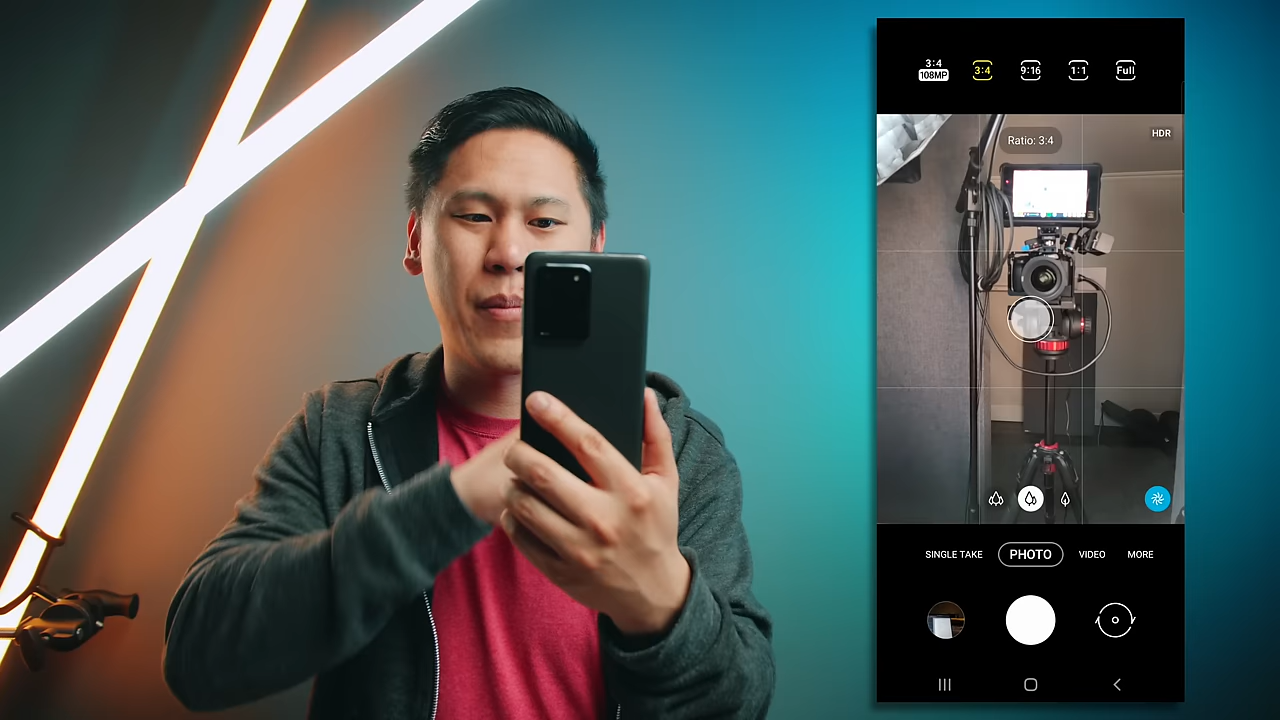 3:4 9:16 1:1 Full
3:4
108MP
HDR
Ratio: 3:4
SINGLE TAKE PHOTO VIDEO MORE